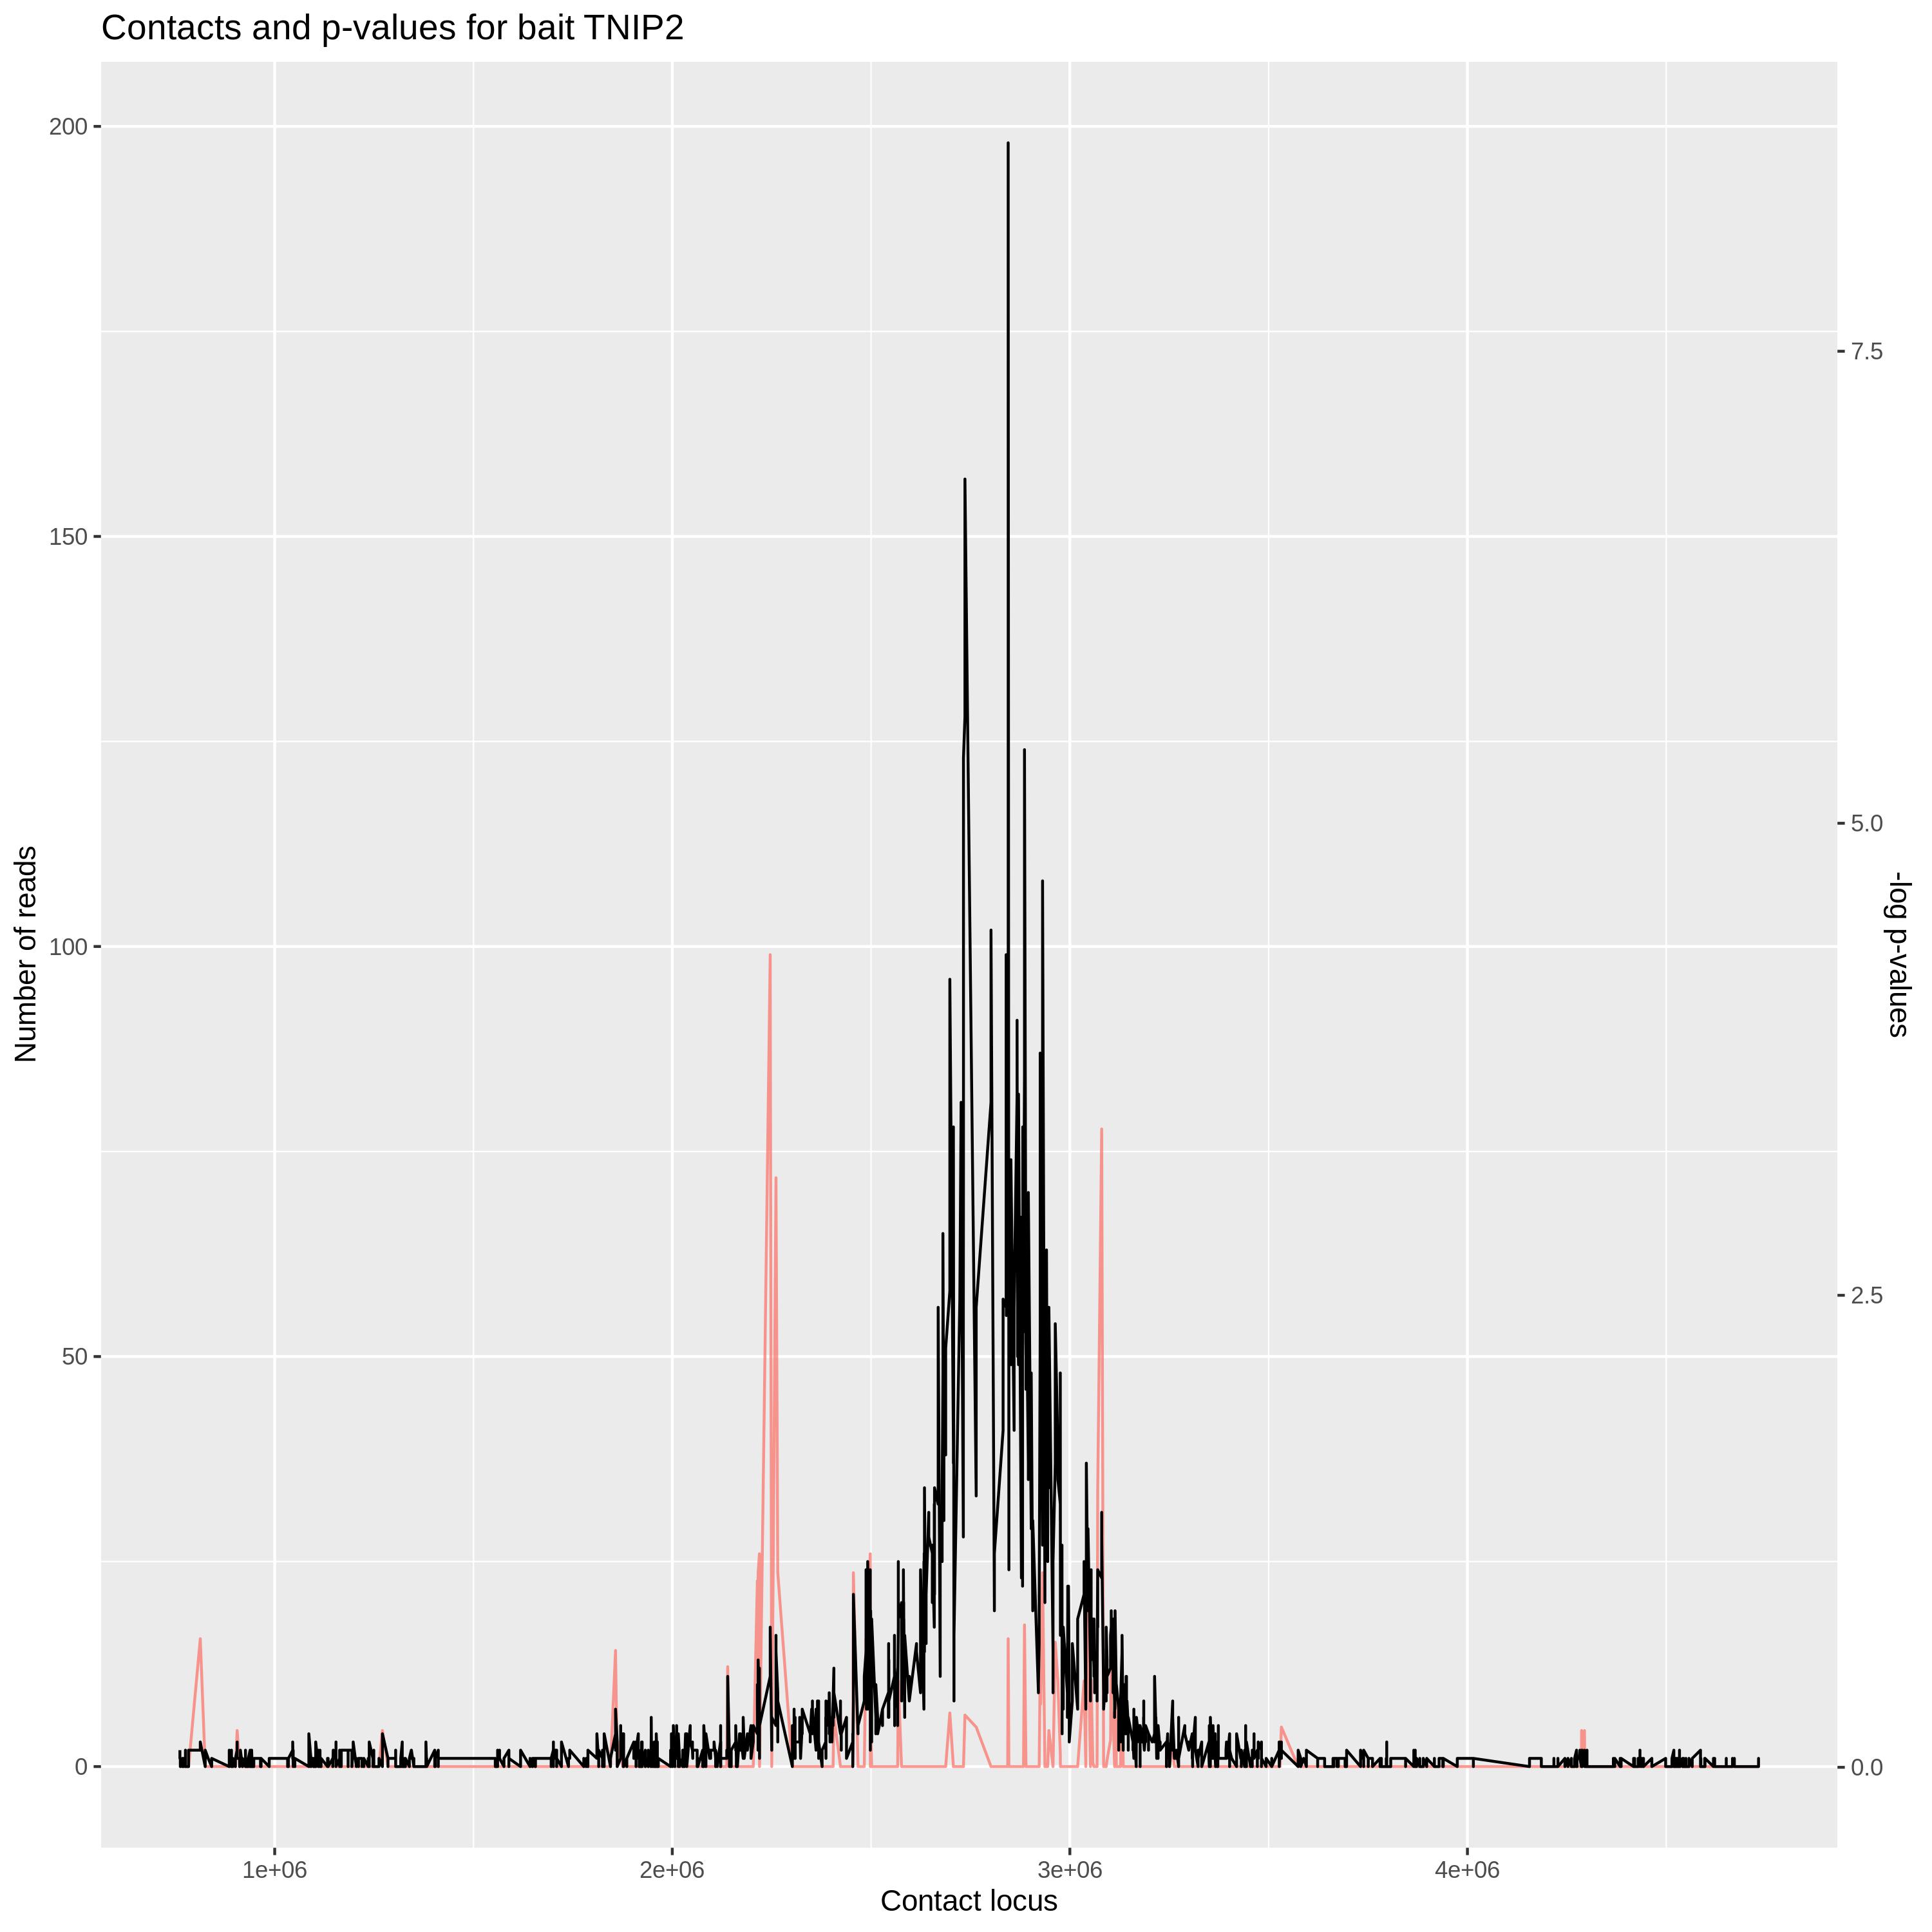 Contacts and p-values for bait TNIP2
200
150
100
50
0
Number of reads
7.5
5.0
2.5
0.0
-log p-values
1e+06
2e+06
3e+06
4e+06
Contact locus